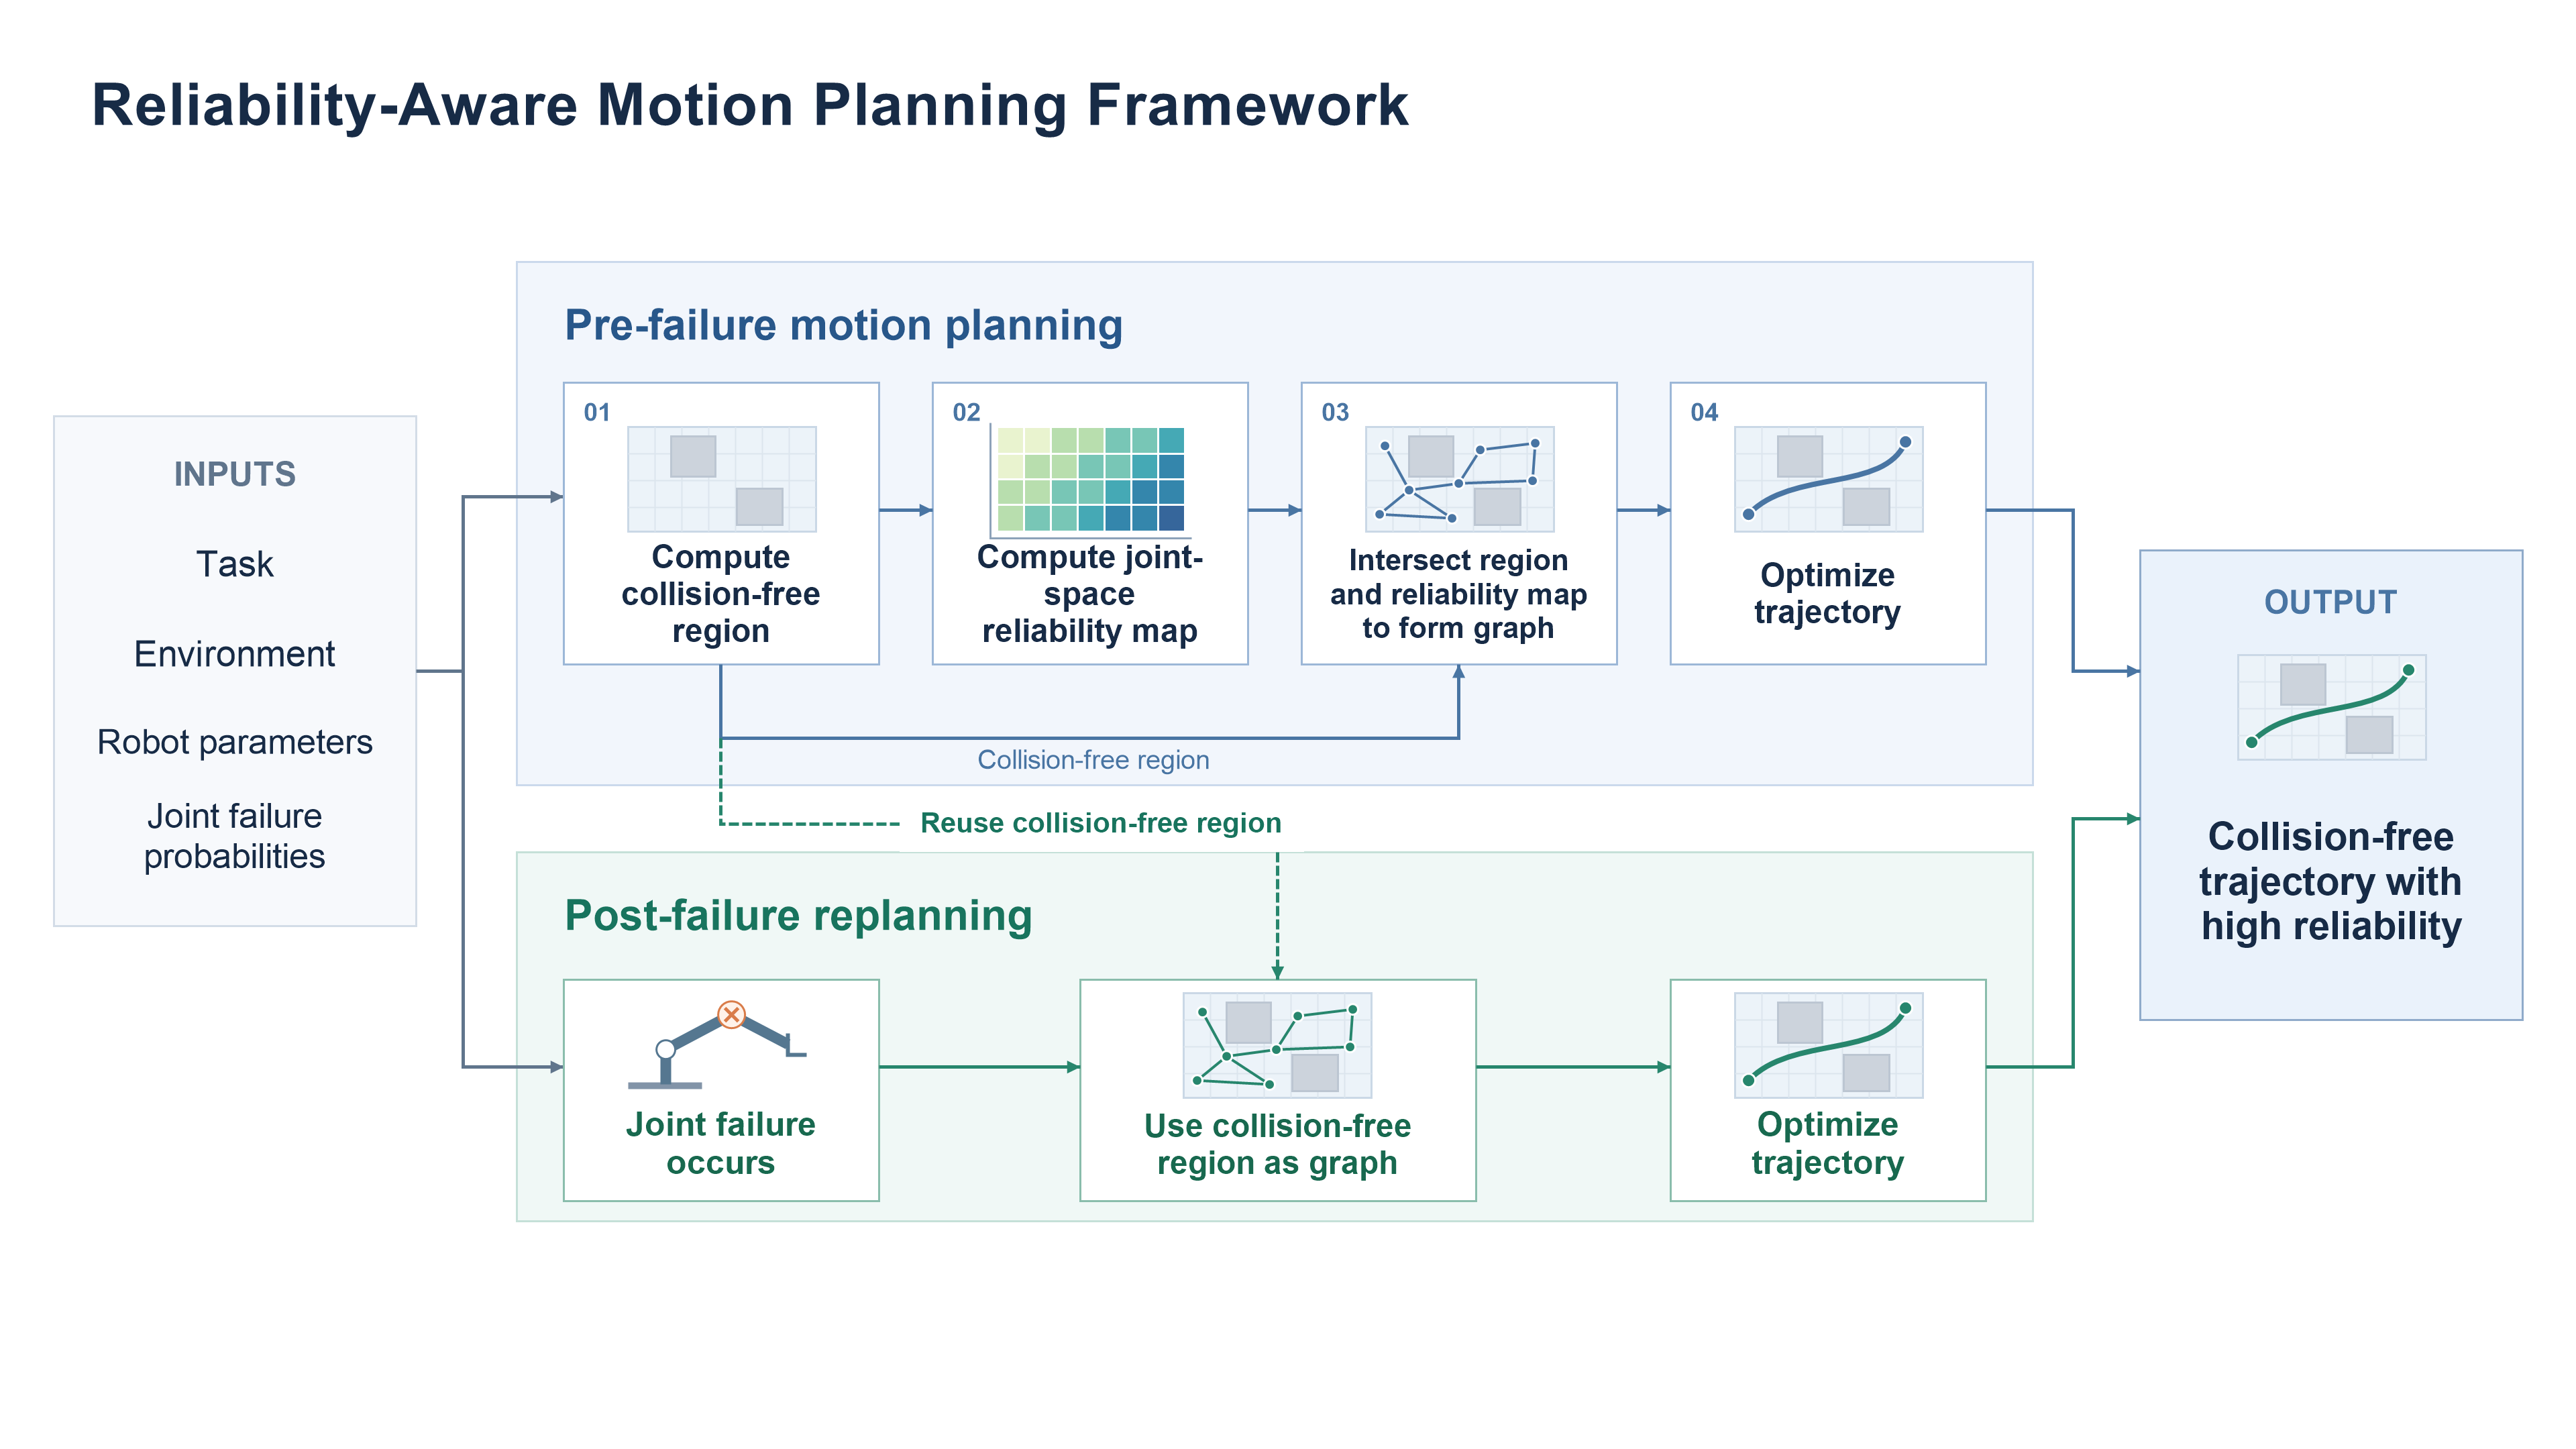 Reliability-Aware Motion Planning Framework
INPUTS
Task
Environment
Robot parameters
Joint failure
probabilities
Pre-failure motion planning
01
Compute
collision-free
region
02
Compute joint-
space
reliability map
03
Intersect region
and reliability map
to form graph
04
Optimize
trajectory
Collision-free region
Reuse collision-free region
Post-failure replanning
Joint failure
occurs
Use collision-free
region as graph
Optimize
trajectory
OUTPUT
Collision-free
trajectory with
high reliability